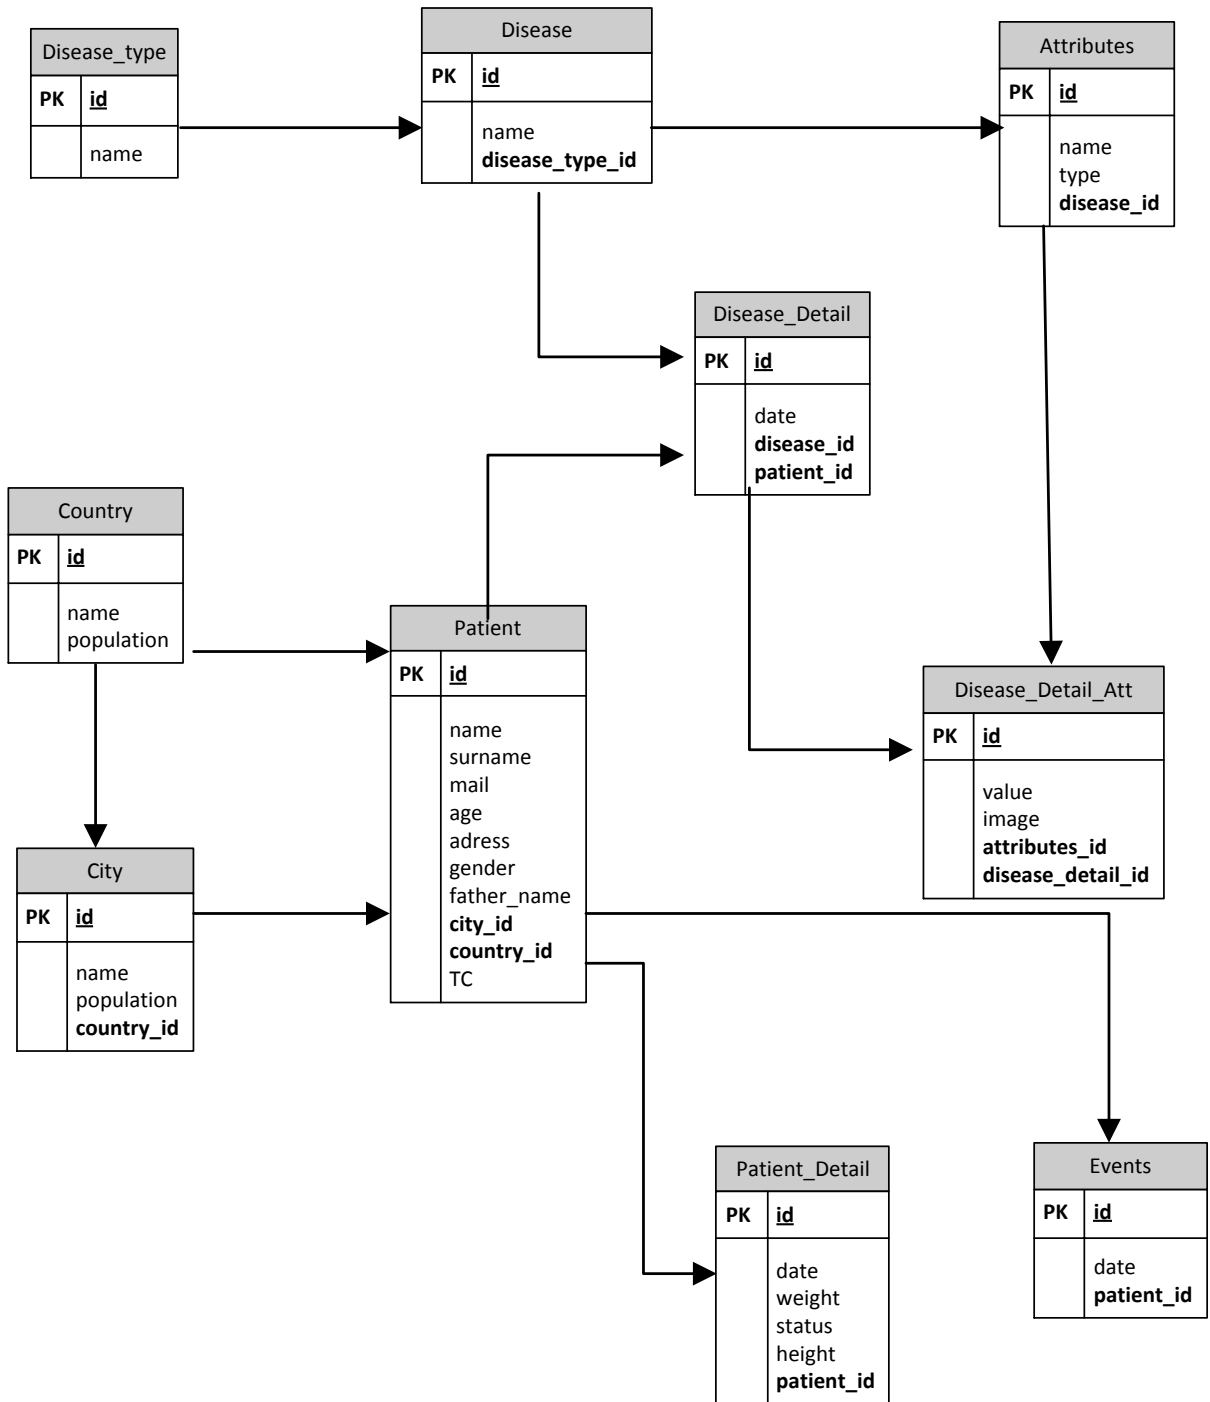 Disease_type
PK id
name
Disease
PK id
name
disease_type_id
Attributes
PK id
name
type
disease_id
Disease_Detail
PK id
date
disease_id
patient_id
Country
PK id
name
population
Patient
PK id
name
surname
mail
age
adress
gender
father_name
city_id
country_id
TC
Disease_Detail_Att
PK id
value
image
attributes_id
disease_detail_id
City
PK id
name
population
country_id
Patient_Detail
PK id
date
weight
status
height
patient_id
Events
PK id
date
patient_id